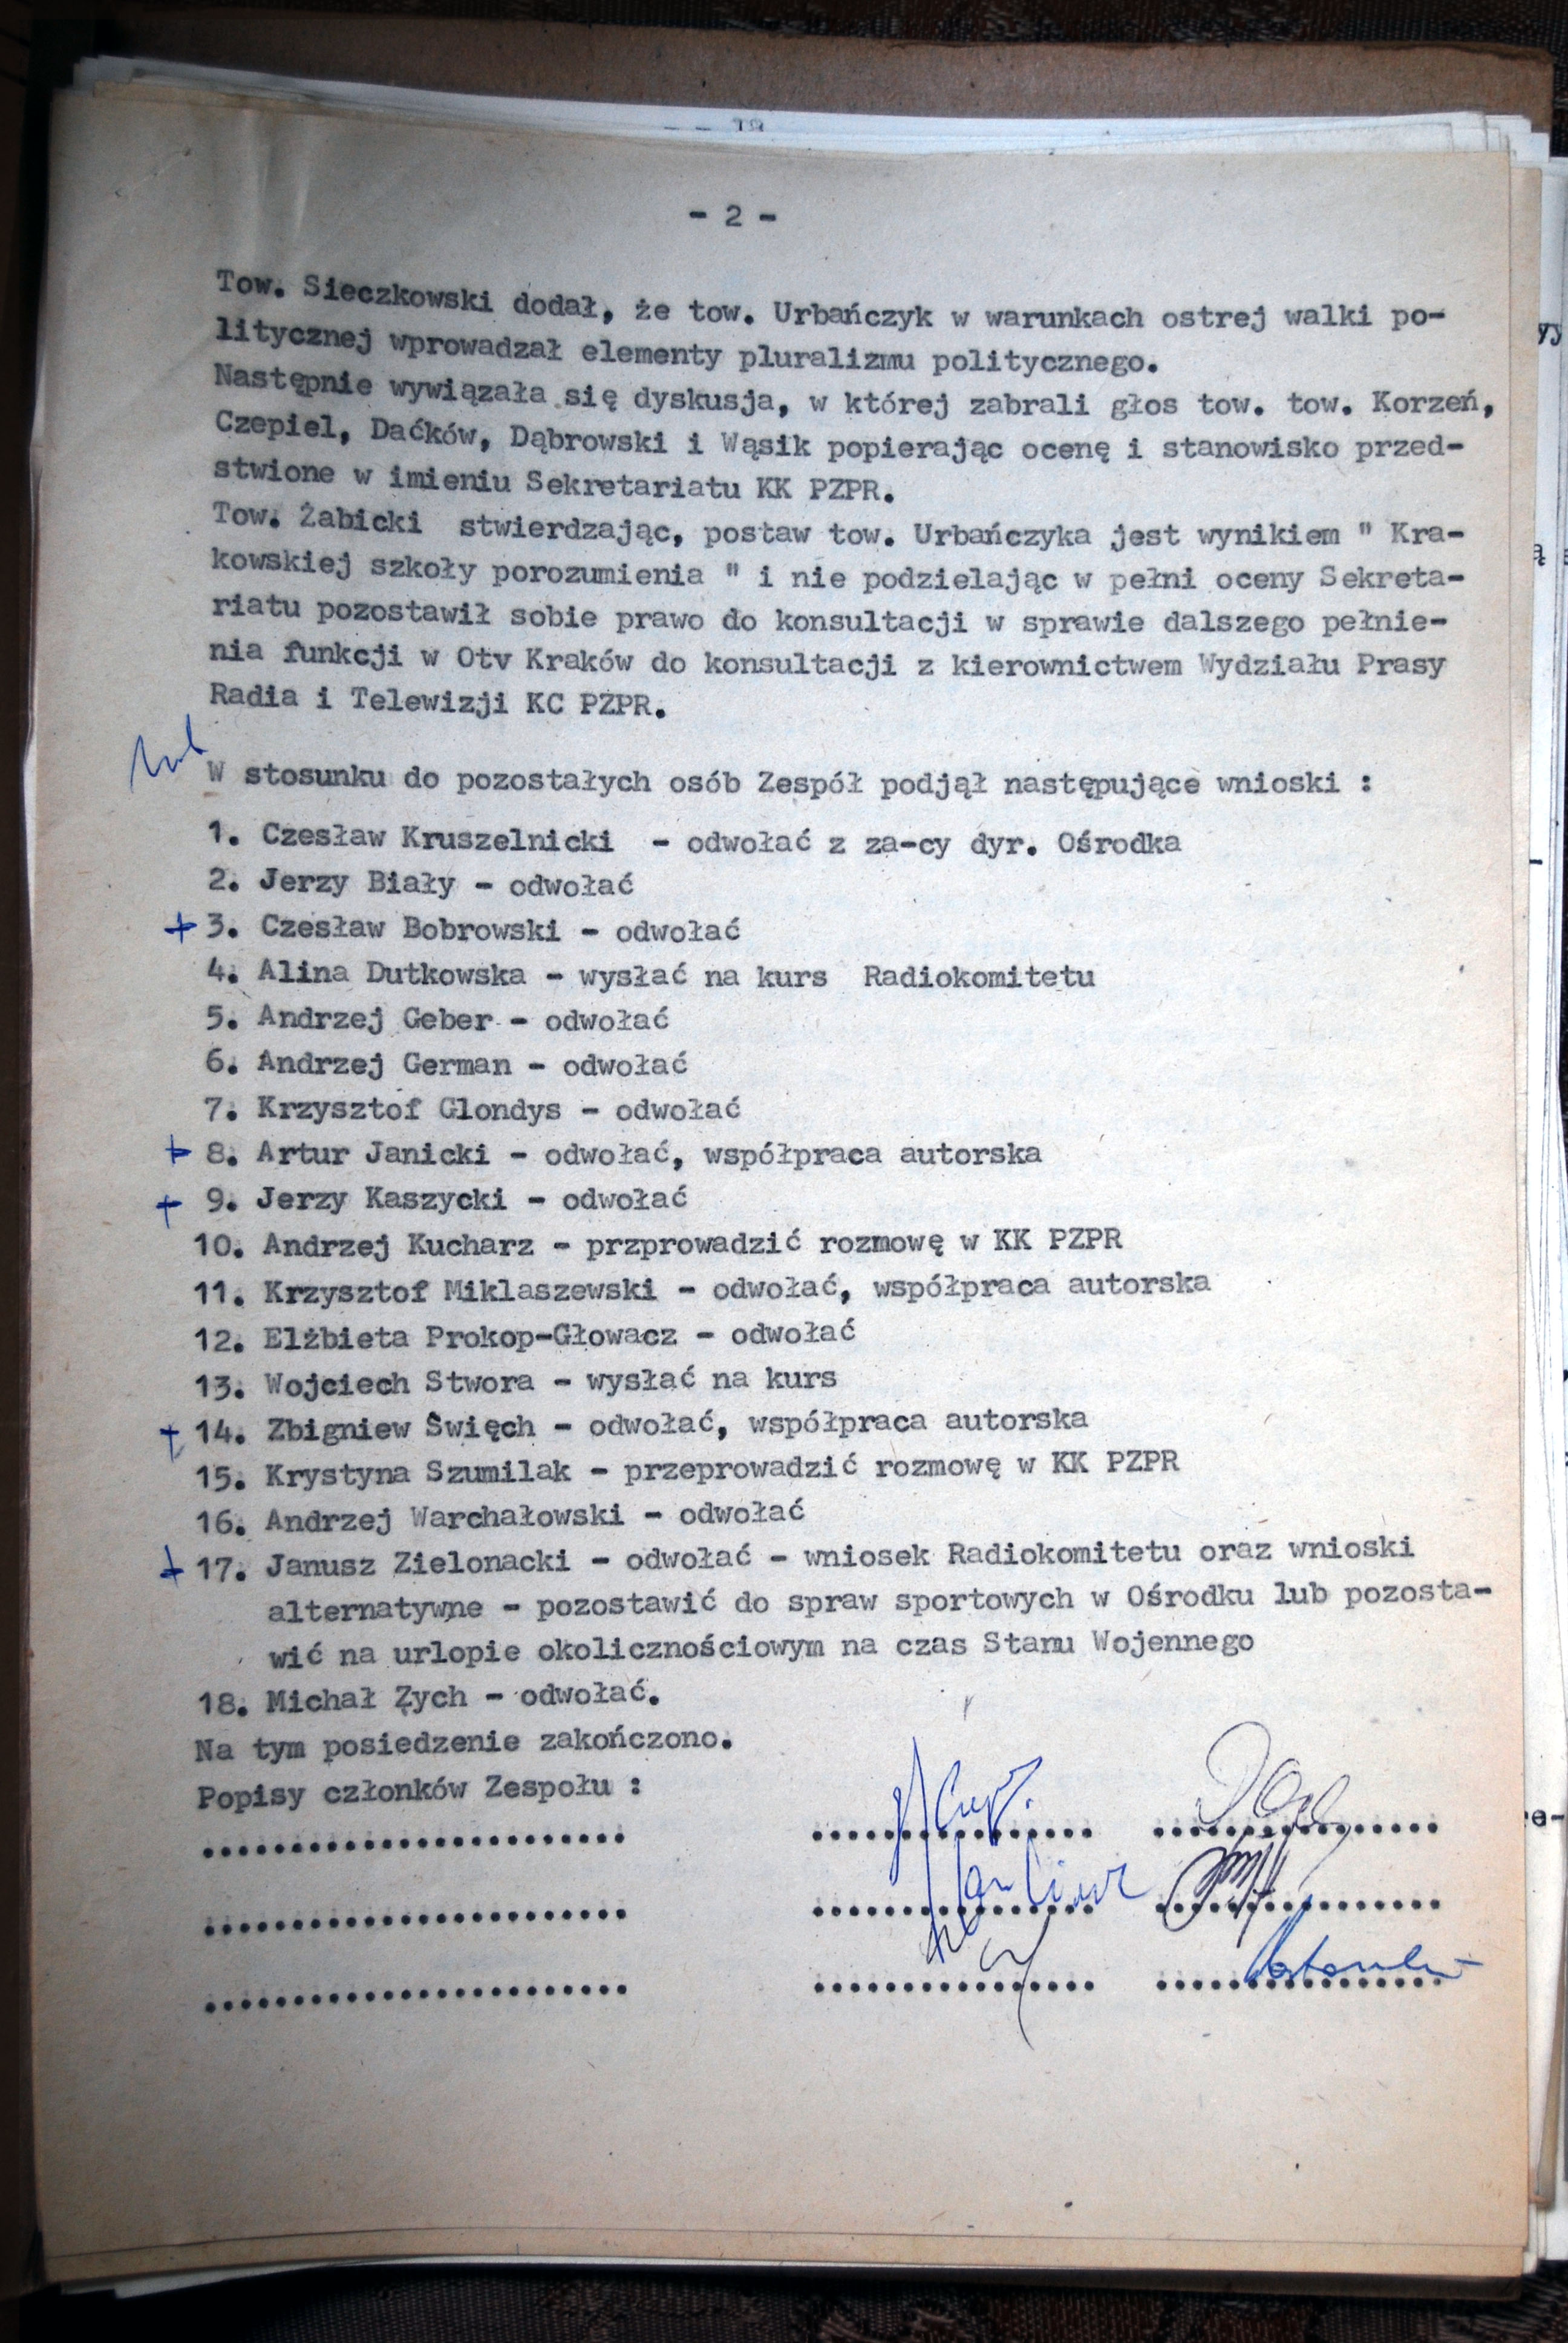 - 2 -
Tow. Sieczkowski dodał, że tow. Urbańczyk w warunkach ostrej walki po-
litycznej wprowadzał elementy pluralizmu politycznego.
Następnie wywiązała się dyskusja, w której zabrali głos tow. tow. Korzeń,
Czepiel, Daćków, Dąbrowski i Wąsik popierając ocenę i stanowisko przed-
stwione w imieniu Sekretariatu KK PZPR.
Tow. Żabicki stwierdzając, postaw tow. Urbańczyka jest wynikiem " Kra-
kowskiej szkoły porozumienia " i nie podzielając w pełni oceny Sekreta-
riatu pozostawił sobie prawo do konsultacji w sprawie dalszego pełnie-
nia funkcji w Otv Kraków do konsultacji z kierownictwem Wydziału Prasy
Radia i Telewizji KC PZPR.
W stosunku do pozostałych osób Zespół podjął następujące wnioski :
1. Czesław Kruszelnicki - odwołać z za-cy dyr. Ośrodka
2. Jerzy Biały - odwołać
+ 3. Czesław Bobrowski - odwołać
4. Alina Dutkowska - wysłać na kurs Radiokomitetu
5. Andrzej Geber - odwołać
6. Andrzej German - odwołać
7. Krzysztof Glondys - odwołać
+ 8. Artur Janicki - odwołać, współpraca autorska
+ 9. Jerzy Kaszycki - odwołać
10. Andrzej Kucharz - przprowadzić rozmowę w KK PZPR
11. Krzysztof Miklaszewski - odwołać, współpraca autorska
12. Elżbieta Prokop-Głowacz - odwołać
13. Wojciech Stwora - wysłać na kurs
+ 14. Zbigniew Święch - odwołać, współpraca autorska
15. Krystyna Szumilak - przeprowadzić rozmowę w KK PZPR
16. Andrzej Warchałowski - odwołać
+ 17. Janusz Zielonacki - odwołać - wniosek Radiokomitetu oraz wnioski
alternatywne - pozostawić do spraw sportowych w Ośrodku lub pozosta-
wić na urlopie okolicznościowym na czas Stanu Wojennego
18. Michał Zych - odwołać.
Na tym posiedzenie zakończono.
Popisy członków Zespołu :